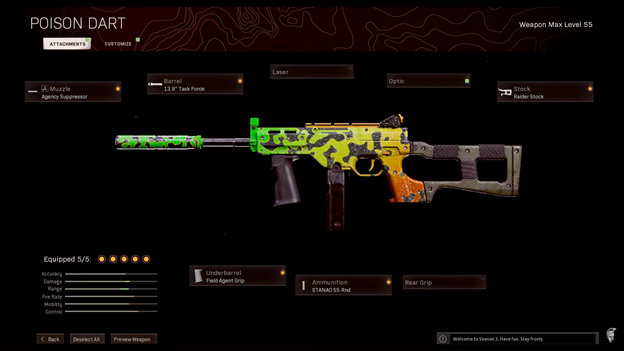 POISON DART
Weapon Max Level 55
ATTACHMENTS
CUSTOMIZE
Muzzle
Agency Suppressor
Barrel
13.9" Task Force
Laser
Optic
Stock
Raider Stock
Equipped 5/5:
Accuracy
Damage
Range
Fire Rate
Mobility
Control
Underbarrel
Field Agent Grip
Ammunition
STANAG 55 Rnd
Rear Grip
Back
Deselect All
Preview Weapon
Welcome to Season 3. Have fun. Stay frosty.